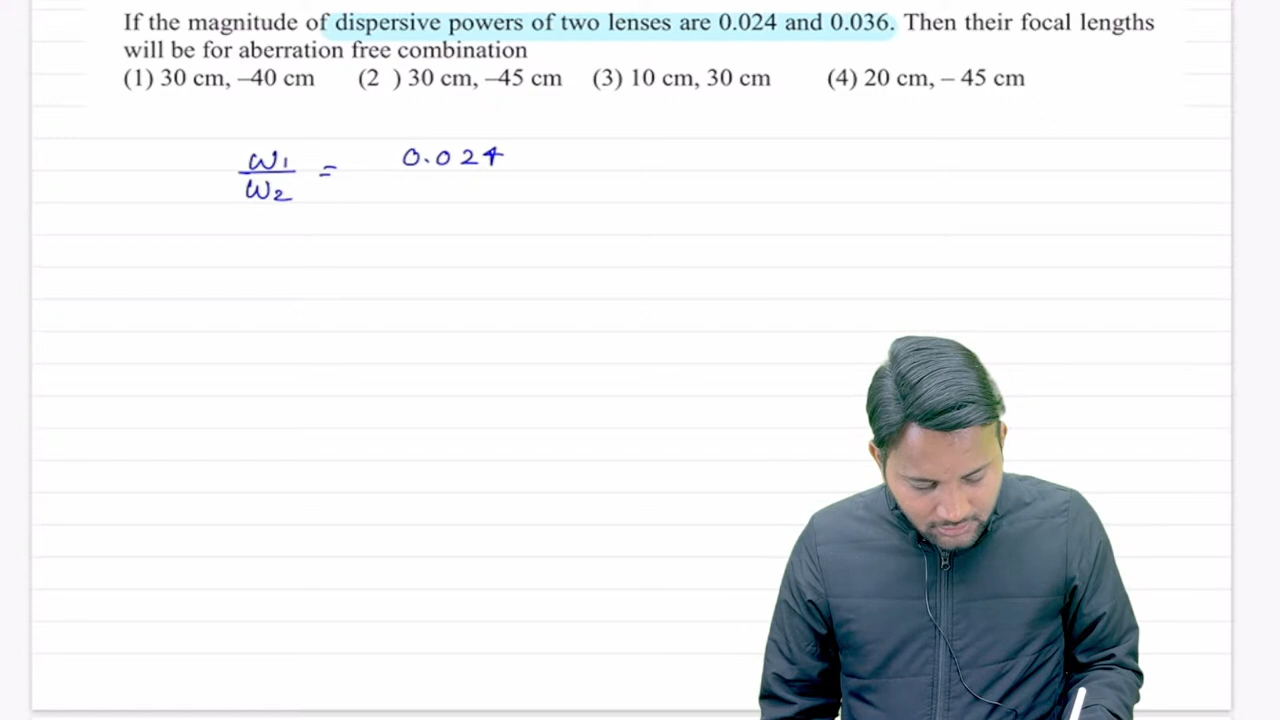 If the magnitude of dispersive powers of two lenses are 0.024 and 0.036. Then their focal lengths
will be for aberration free combination
(1) 30 cm, –40 cm (2 ) 30 cm, –45 cm (3) 10 cm, 30 cm (4) 20 cm, – 45 cm
ω1 / ω2 = 0.024